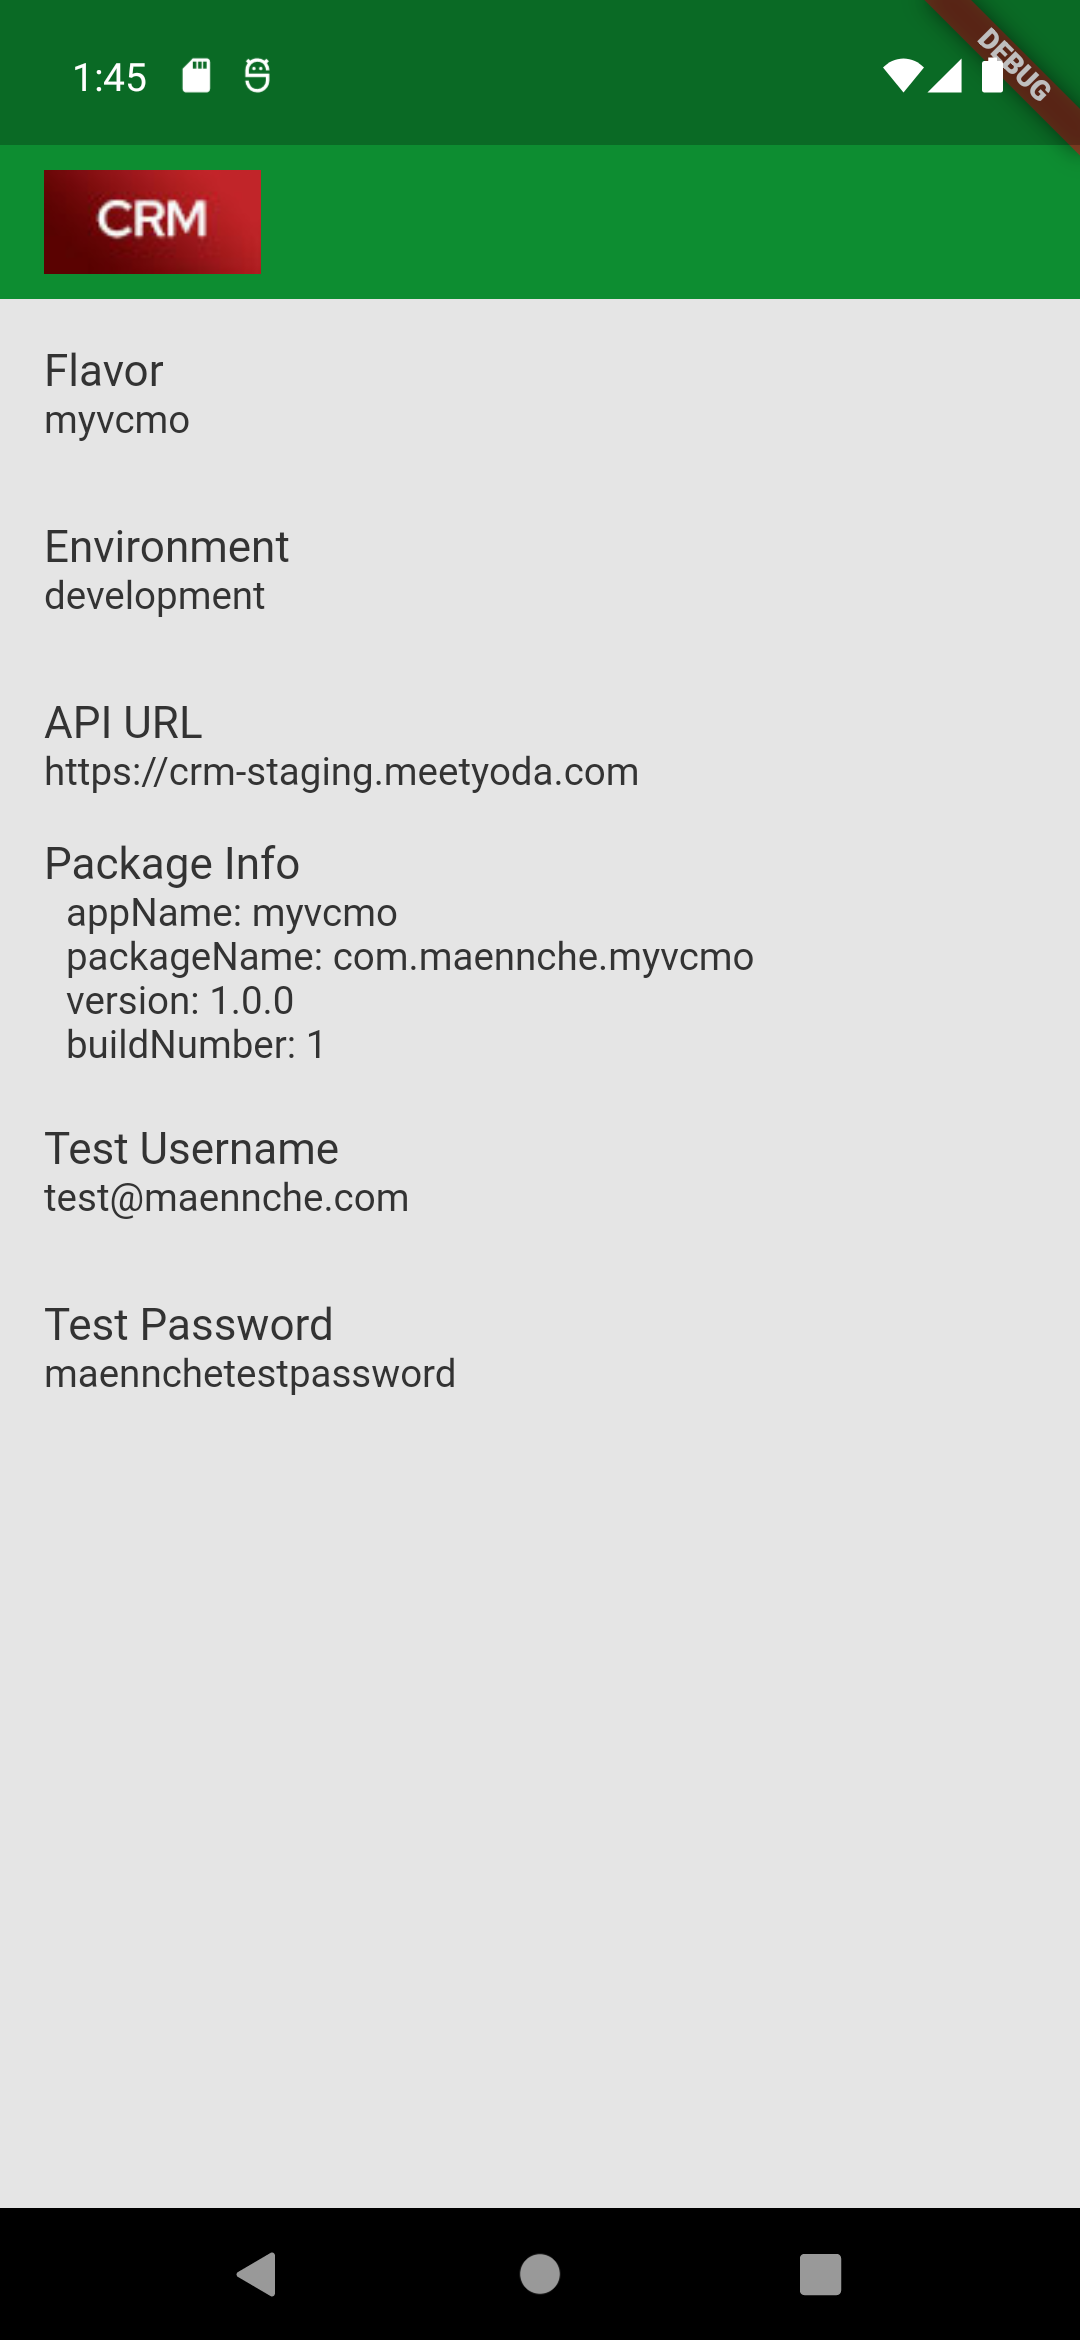 1:45
DEBUG
CRM
Flavor
myvcmo
Environment
development
API URL
https://crm-staging.meetyoda.com
Package Info
appName: myvcmo
packageName: com.maennche.myvcmo
version: 1.0.0
buildNumber: 1
Test Username
test@maennche.com
Test Password
maennchetestpassword